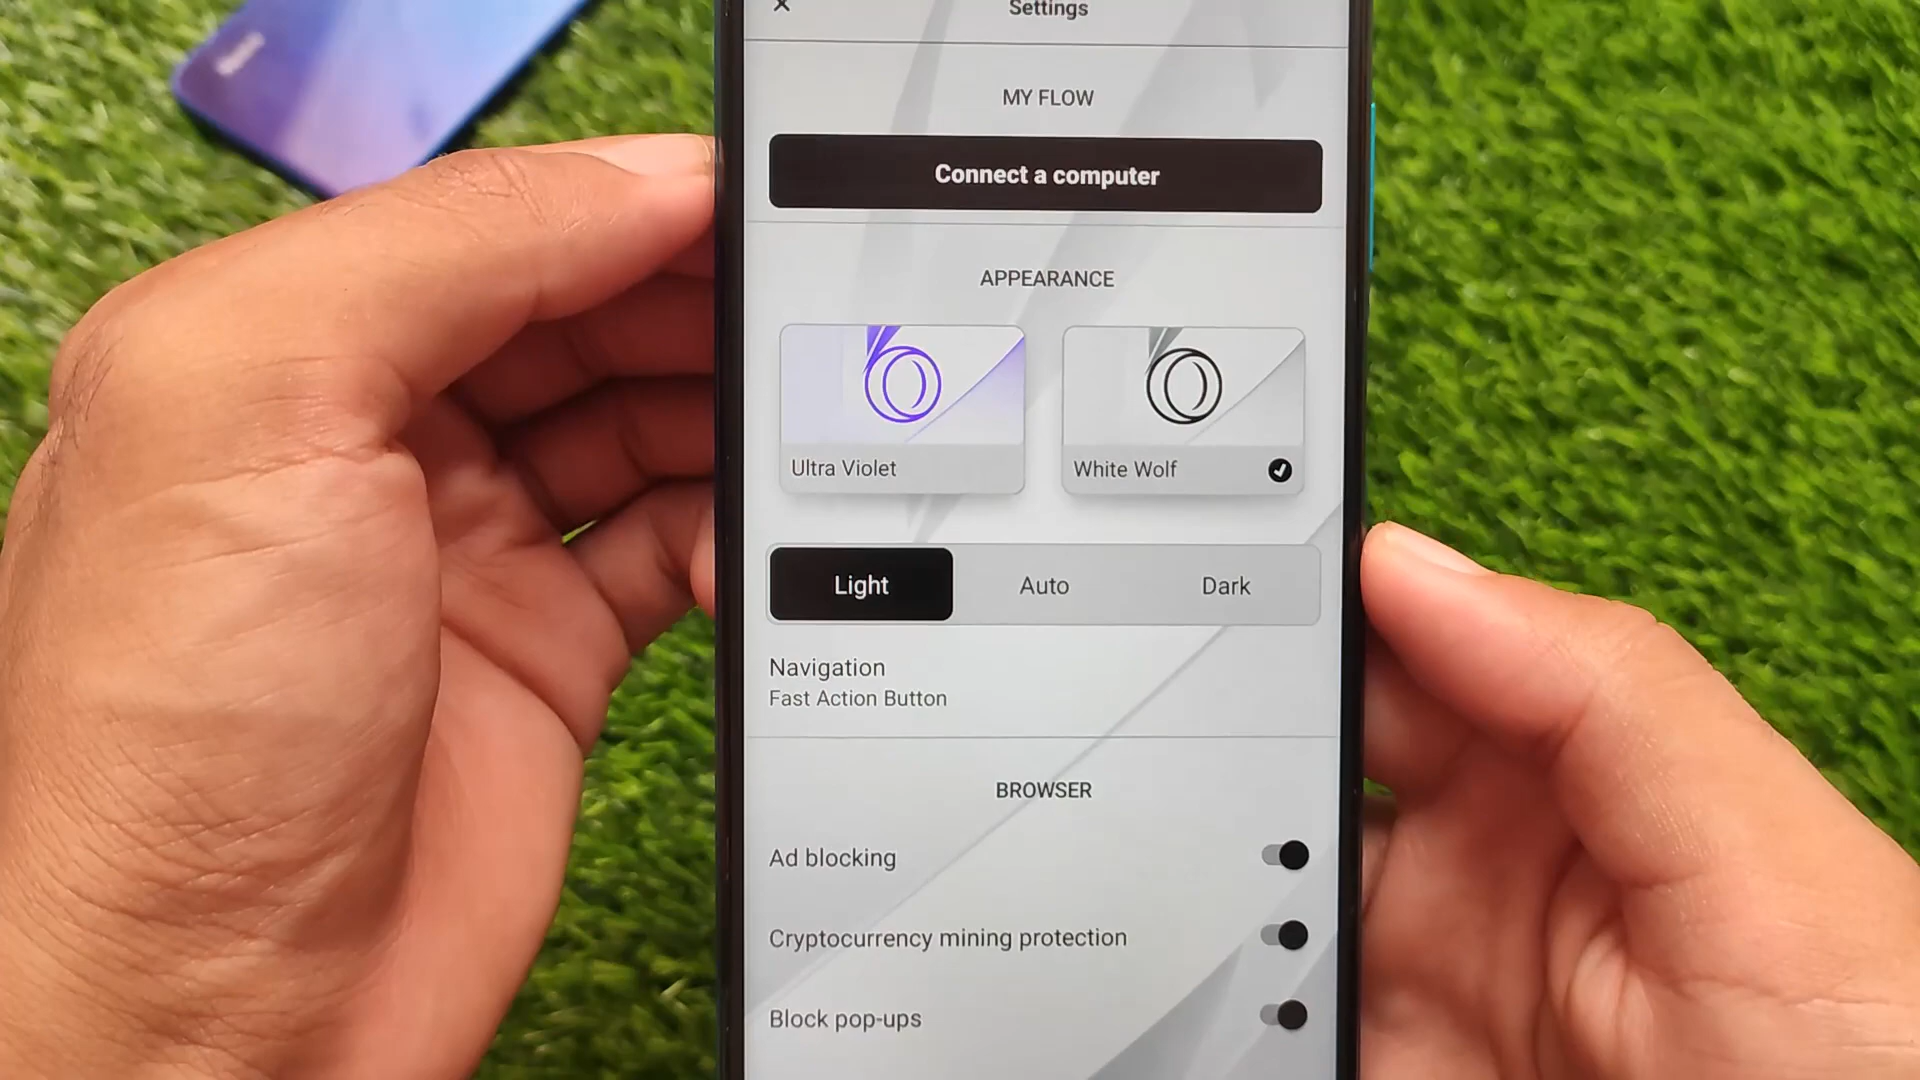 Settings
MY FLOW
Connect a computer
APPEARANCE
Ultra Violet
White Wolf
Light
Auto
Dark
Navigation
Fast Action Button
BROWSER
Ad blocking
Cryptocurrency mining protection
Block pop-ups